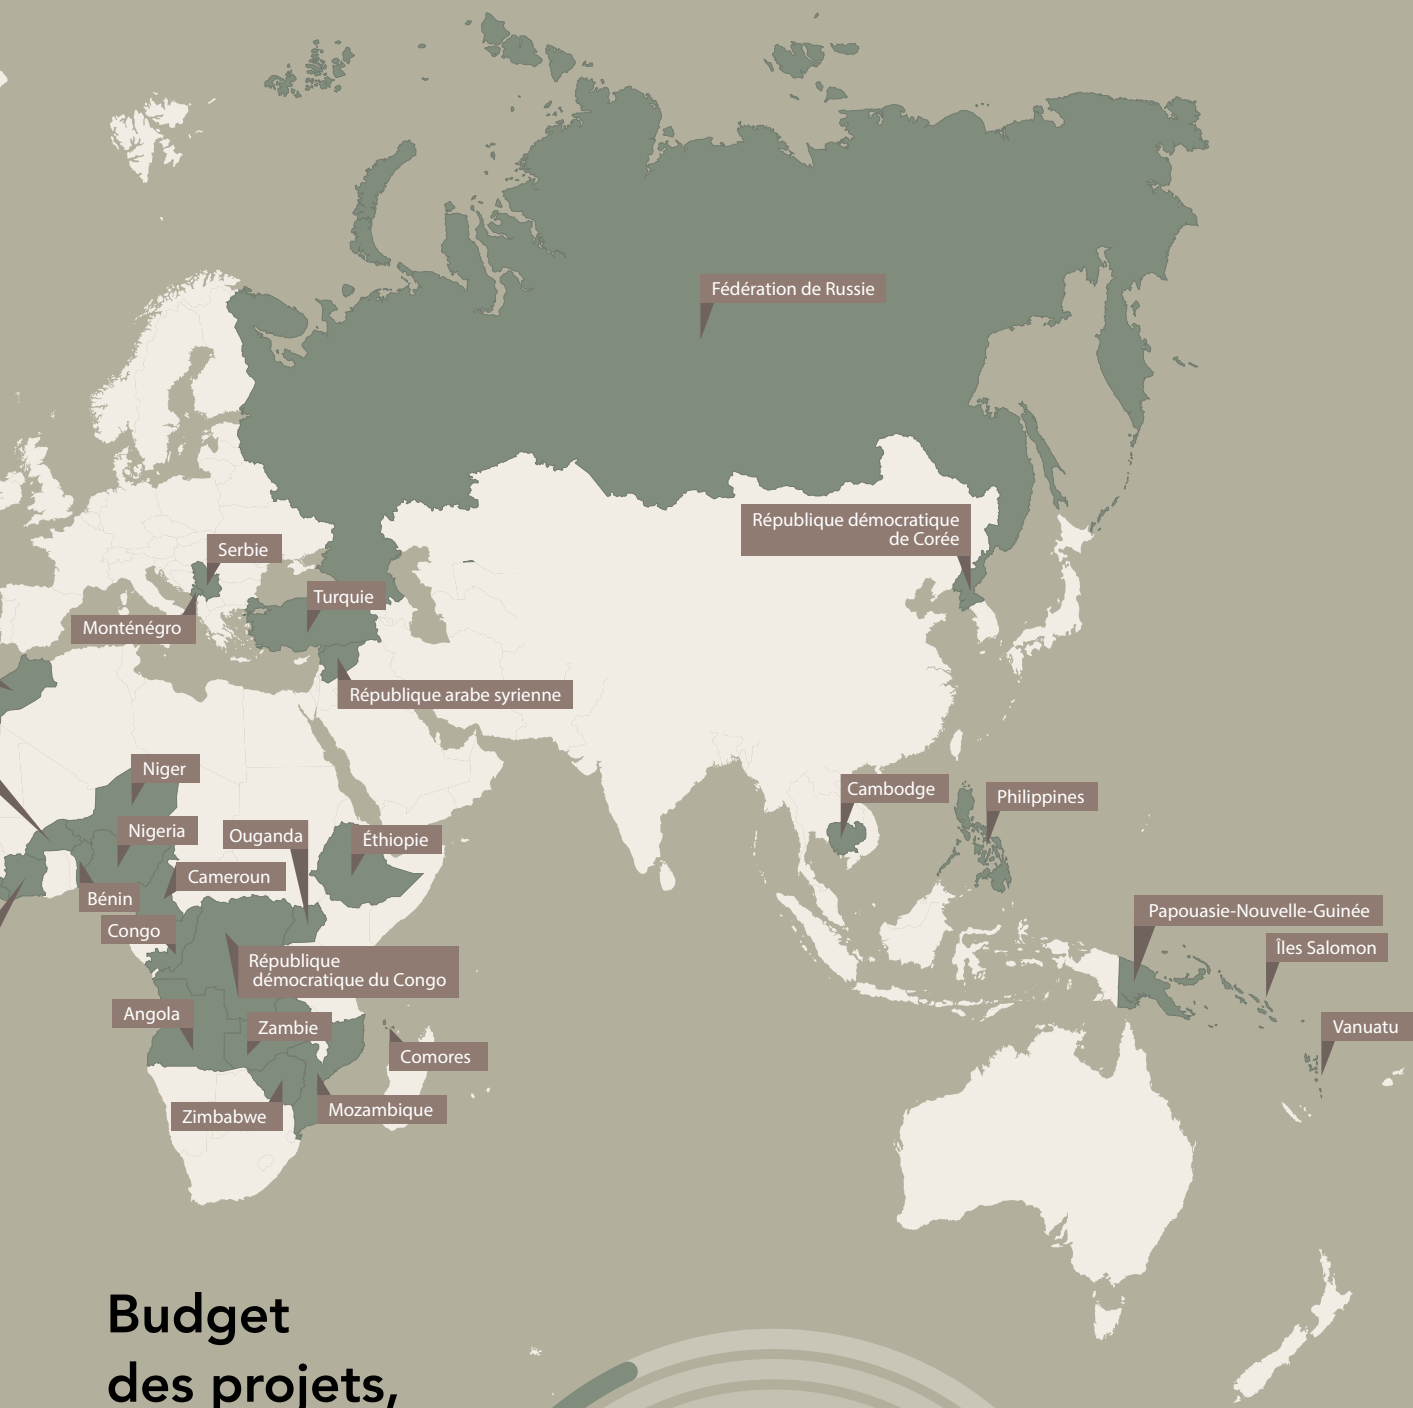 Fédération de Russie
République démocratique
de Corée
Serbie
Turquie
Monténégro
République arabe syrienne
Niger
Cambodge
Philippines
Nigeria
Ouganda
Éthiopie
Cameroun
Bénin
Papouasie-Nouvelle-Guinée
Congo
Îles Salomon
République
démocratique du Congo
Angola
Zambie
Vanuatu
Comores
Zimbabwe
Mozambique
Budget
des projets,